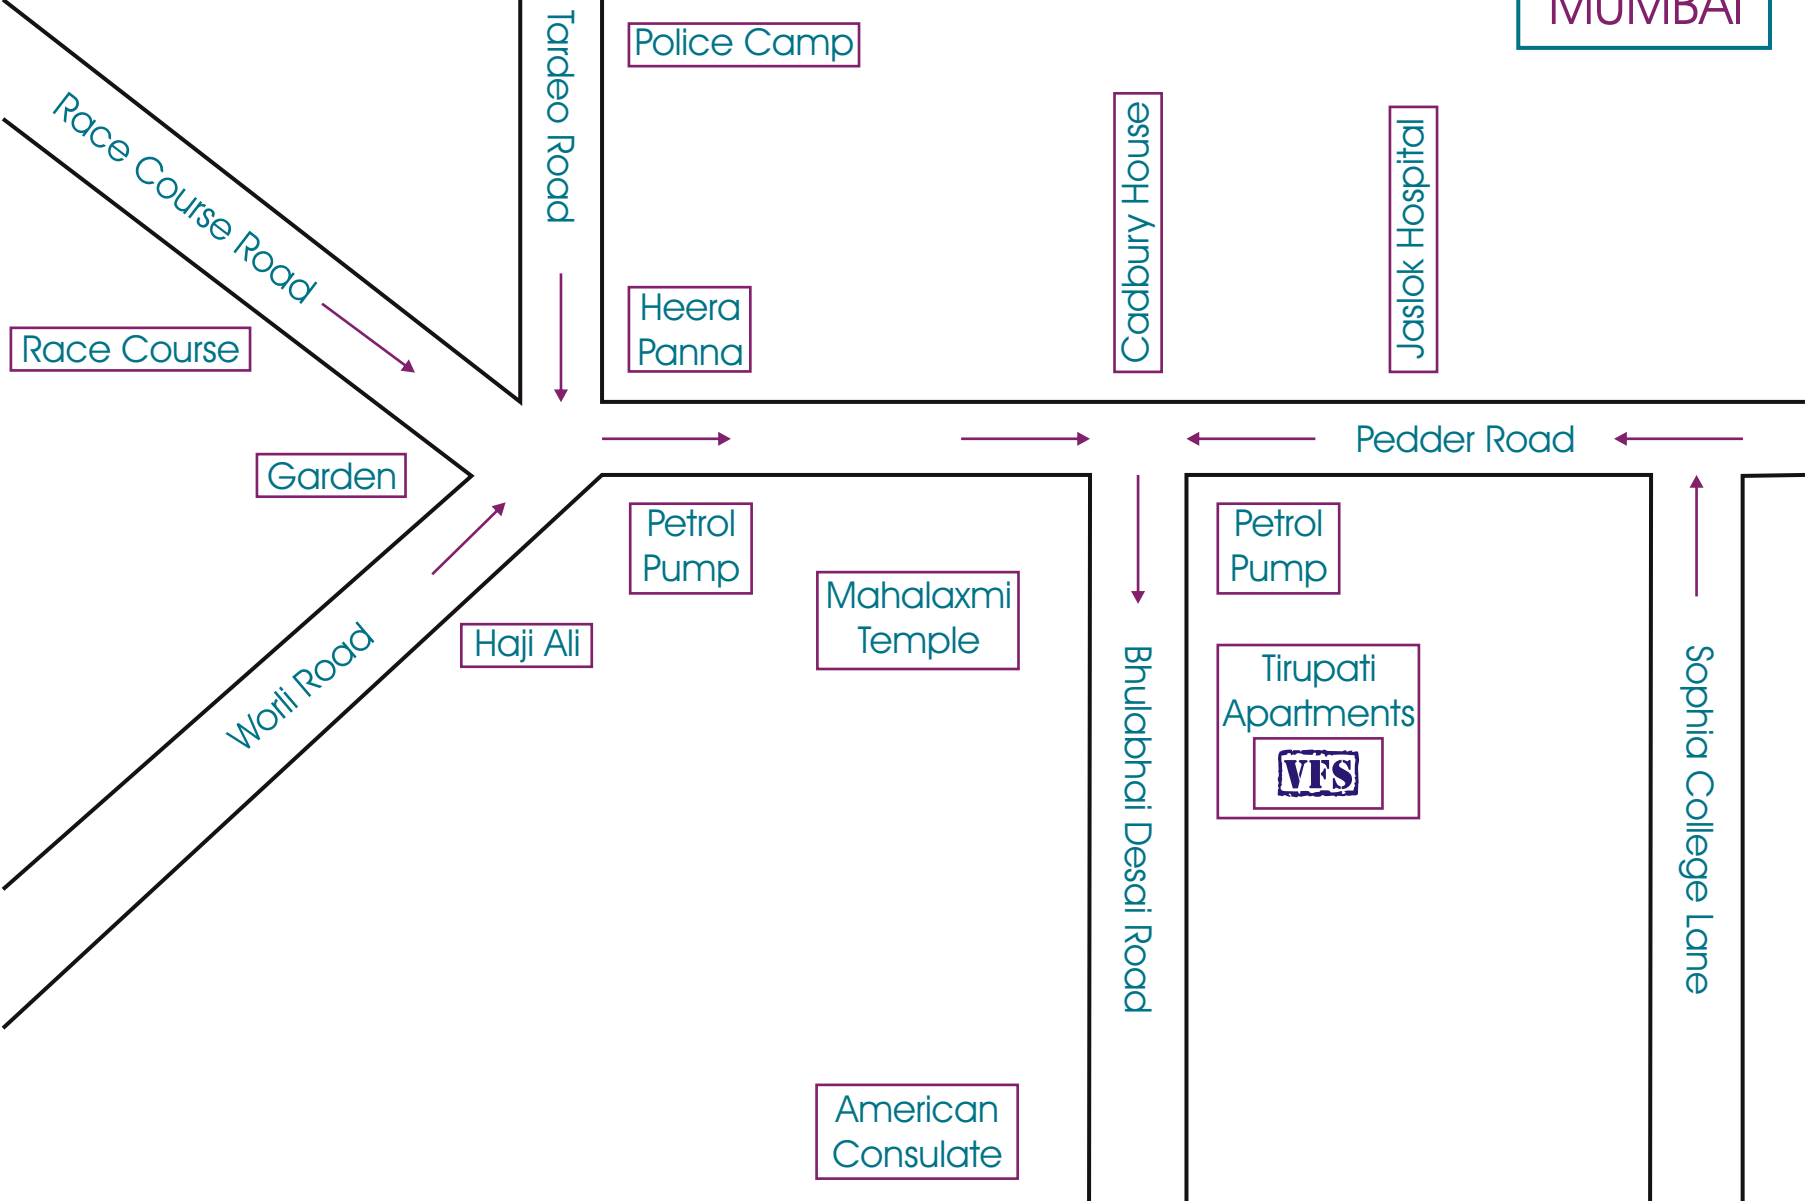 MUMBAI
Tardeo Road
Police Camp
Race Course Road
Cadbury House
Jaslok Hospital
Heera
Panna
Race Course
Pedder Road
Garden
Petrol
Pump
Petrol
Pump
Mahalaxmi
Temple
Haji Ali
Worli Road
Bhulabhai Desai Road
Tirupati
Apartments
VFS
Sophia College Lane
American
Consulate